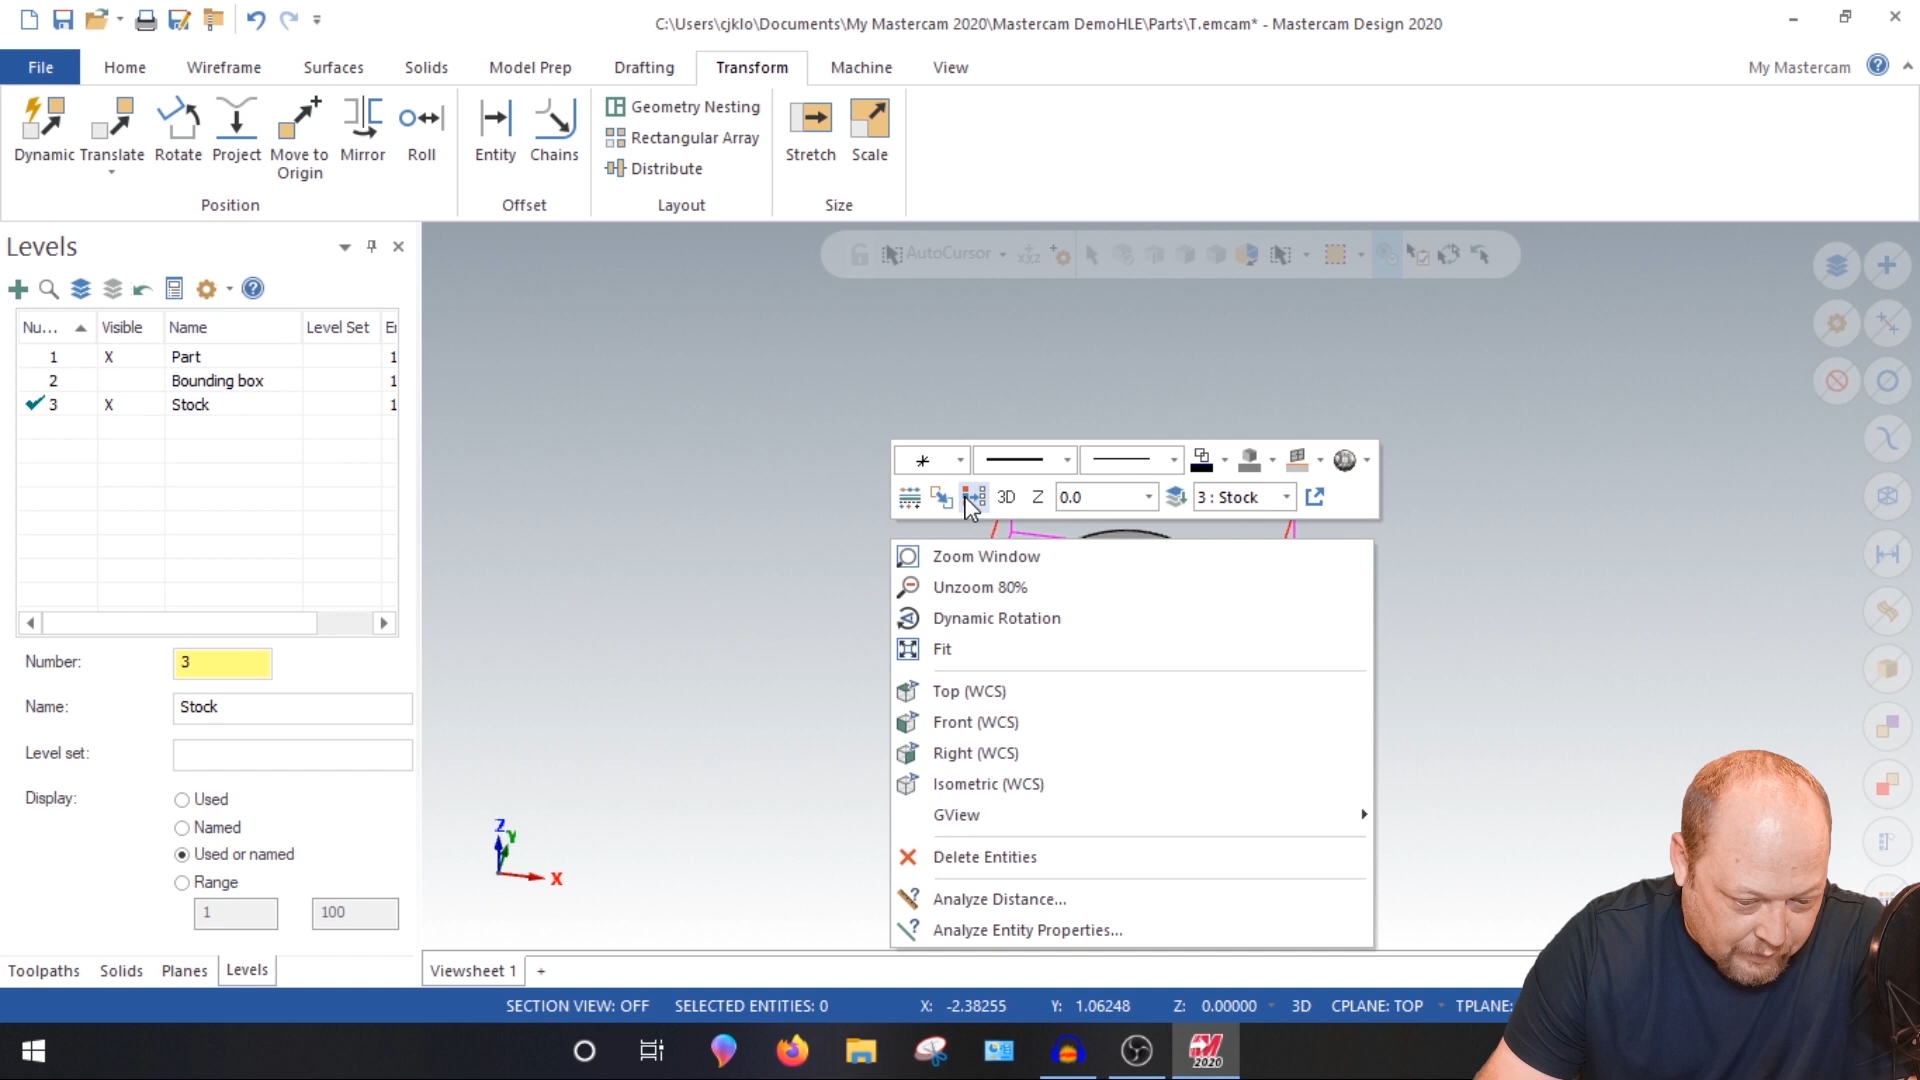 C:\Users\cjklo\Documents\My Mastercam 2020\Mastercam DemoHLE\Parts\T.emcam* - Mastercam Design 2020
File Home Wireframe Surfaces Solids Model Prep Drafting Transform Machine View My Mastercam
Dynamic Translate Rotate Project Move to Origin Mirror Roll Entity Chains
Geometry Nesting
Rectangular Array
Distribute
Stretch Scale
Position Offset Layout Size
Levels
AutoCursor
Nu... Visible Name Level Set
1 X Part 1
2 Bounding box 1
3 X Stock 1
3D Z 0.0 3 : Stock
Zoom Window
Unzoom 80%
Dynamic Rotation
Fit
Top (WCS)
Front (WCS)
Right (WCS)
Isometric (WCS)
GView
Delete Entities
Analyze Distance...
Analyze Entity Properties...
Number: 3
Name: Stock
Level set:
Display: Used
Named
Used or named
Range
1 100
Z
Y
X
Toolpaths Solids Planes Levels
Viewsheet 1 +
SECTION VIEW: OFF SELECTED ENTITIES: 0 X: -2.38255 Y: 1.06248 Z: 0.00000 3D CPLANE: TOP TPLANE:
2020